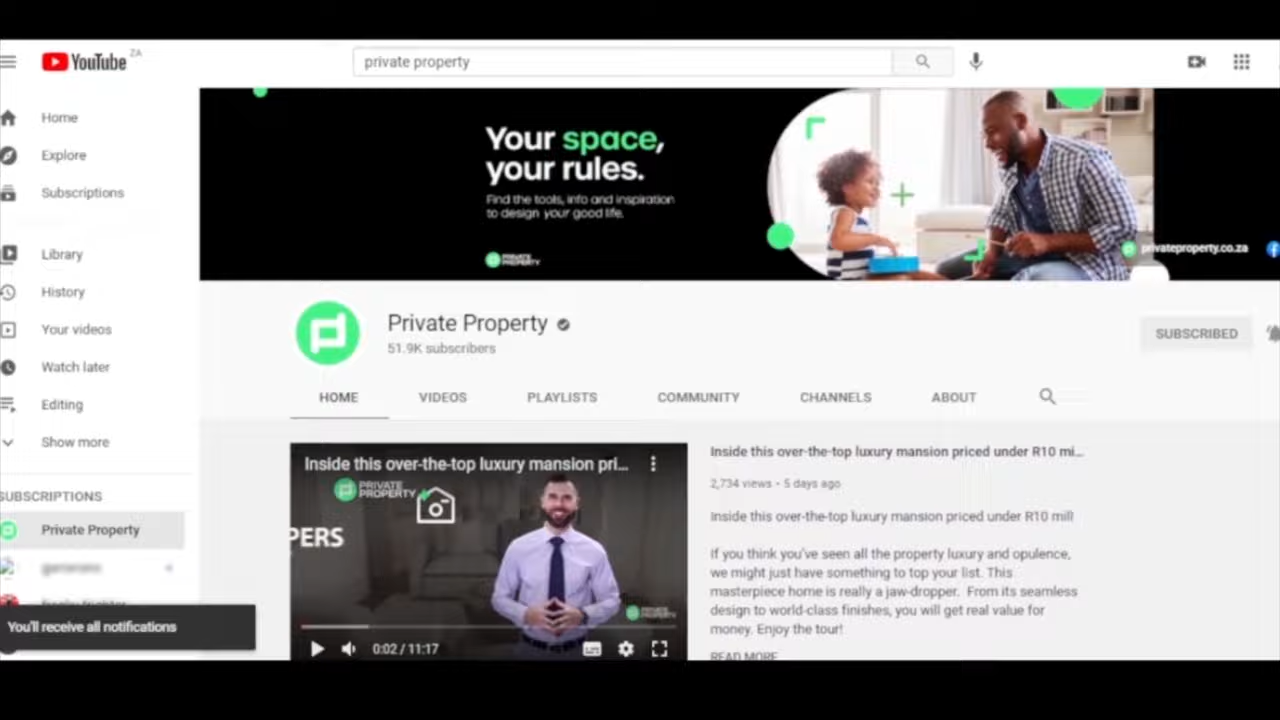 YouTube ZA
private property
Home
Explore
Subscriptions
Library
History
Your videos
Watch later
Editing
Show more
SUBSCRIPTIONS
Private Property
You'll receive all notifications
Your space,
your rules.
Find the tools, info and inspiration
to design your good life.
PRIVATE
PROPERTY
privateproperty.co.za
Private Property
51.9K subscribers
SUBSCRIBED
HOME VIDEOS PLAYLISTS COMMUNITY CHANNELS ABOUT
Inside this over-the-top luxury mansion pri...
PRIVATE
PROPERTY
PERS
PRIVATE
PROPERTY
0:02 / 11:17
Inside this over-the-top luxury mansion priced under R10 mi...
2,734 views • 5 days ago
Inside this over-the-top luxury mansion priced under R10 mill
If you think you've seen all the property luxury and opulence,
we might just have something to top your list. This
masterpiece home is really a jaw-dropper. From its seamless
design to world-class finishes, you will get real value for
money. Enjoy the tour!
READ MORE